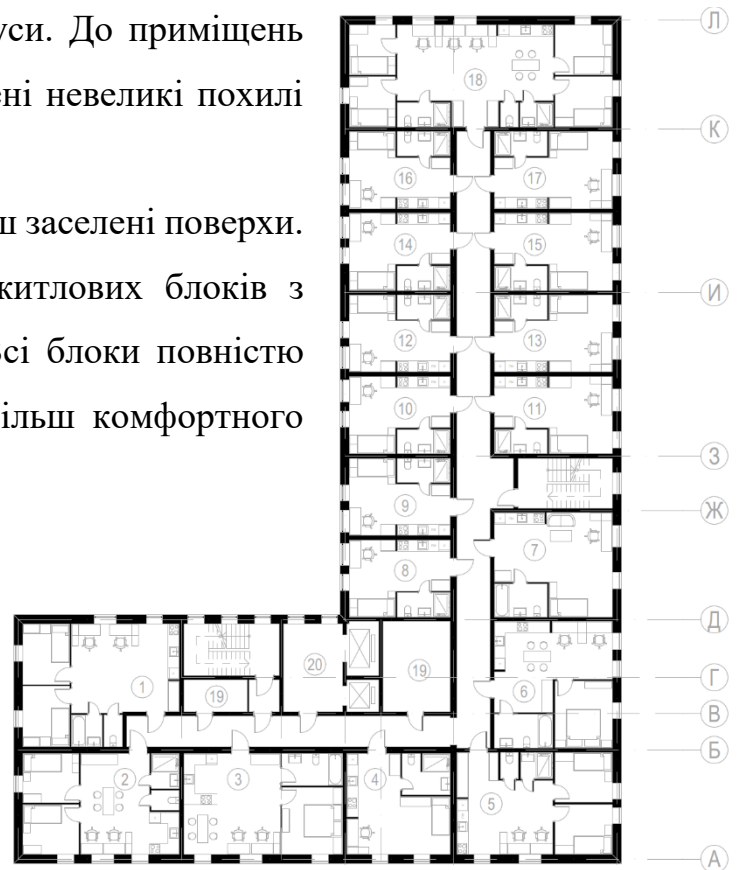 уси. До приміщень
ені невеликі похилі
ш заселені поверхи.
житлових блоків з
всі блоки повністю
більш комфортного
Л
18
К
16 17
14 15
И
12 13
10 11
З
9
Ж
7
8
Д
20
1 19 19 6
Г
В
Б
2 3 4
5
А